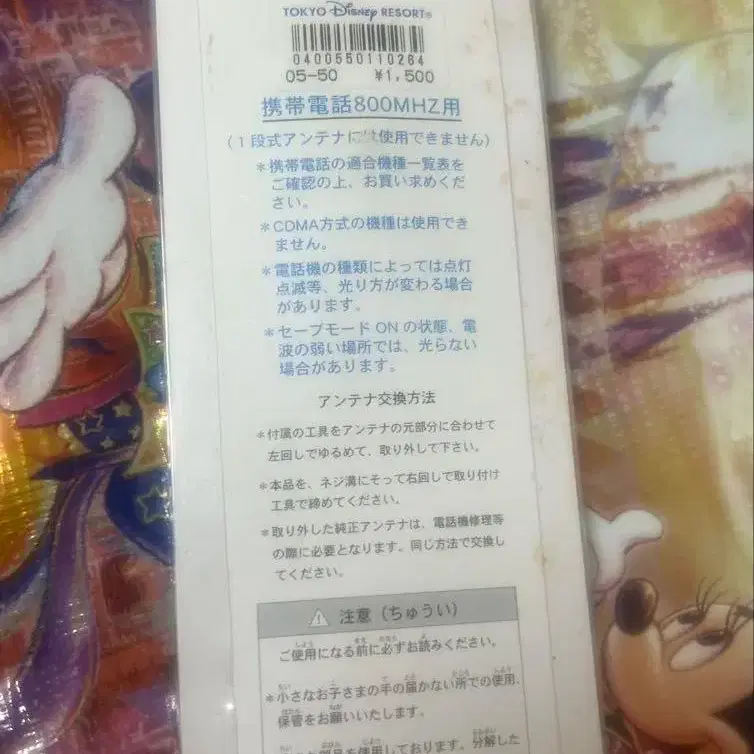 TOKYO Disney RESORT®
0400550110284
05-50 ¥1,500
携帯電話800MHZ用
(1段式アンテナには使用できません)
*携帯電話の適合機種一覧表を
ご確認の上、お買い求めくだ
さい。
*CDMA方式の機種は使用でき
ません。
*電話機の種類によっては点灯
点滅等、光り方が変わる場合
があります。
*セーブモード ON の状態、電
波の弱い場所では、光らない
場合があります。
アンテナ交換方法
*付属の工具をアンテナの元部分に合わせて
左回しでゆるめて、取り外して下さい。
*本品を、ネジ溝にそって右回しで取り付け
工具で締めてください。
*取り外した純正アンテナは、電話機修理等
の際に必要となります。同じ方法で交換し
てください。
⚠ 注意(ちゅうい)
ご使用になる前に必ずお読みください。
*小さなお子さまの手の届かない所での使用、
保管をお願いいたします。
を使用しております。分解した